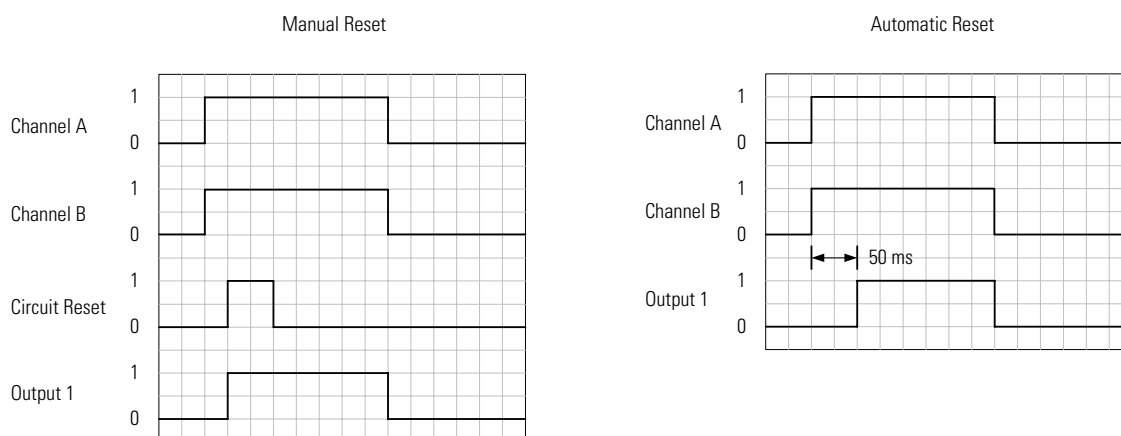 Manual Reset
Channel A
1
0
Channel B
1
0
Circuit Reset
1
0
Output 1
1
0
Automatic Reset
Channel A
1
0
Channel B
1
0
50 ms
Output 1
1
0